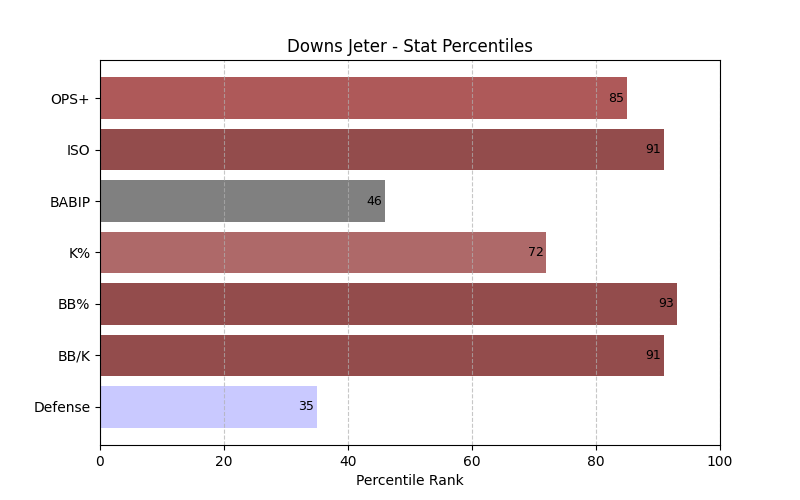 Downs Jeter - Stat Percentiles
OPS+ 85
ISO 91
BABIP 46
K% 72
BB% 93
BB/K 91
Defense 35
0 20 40 60 80 100
Percentile Rank